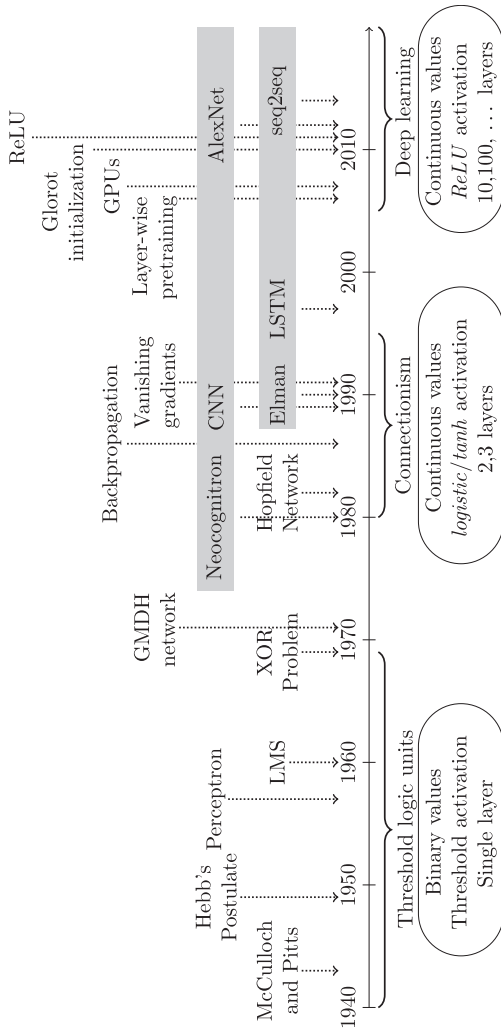 ReLU
Glorot
initialization
GPUs
Layer-wise
pretraining
Backpropagation
Vanishing
gradients
GMDH
network
Hebb's
Postulate
Perceptron
Neocognitron
CNN
AlexNet
McCulloch
and Pitts
LMS
XOR
Problem
Hopfield
Network
Elman
LSTM
seq2seq
1940
1950
1960
1970
1980
1990
2000
2010
Threshold logic units
Binary values
Threshold activation
Single layer
Connectionism
Continuous values
logistic/tanh activation
2,3 layers
Deep learning
Continuous values
ReLU activation
10,100, . . . layers